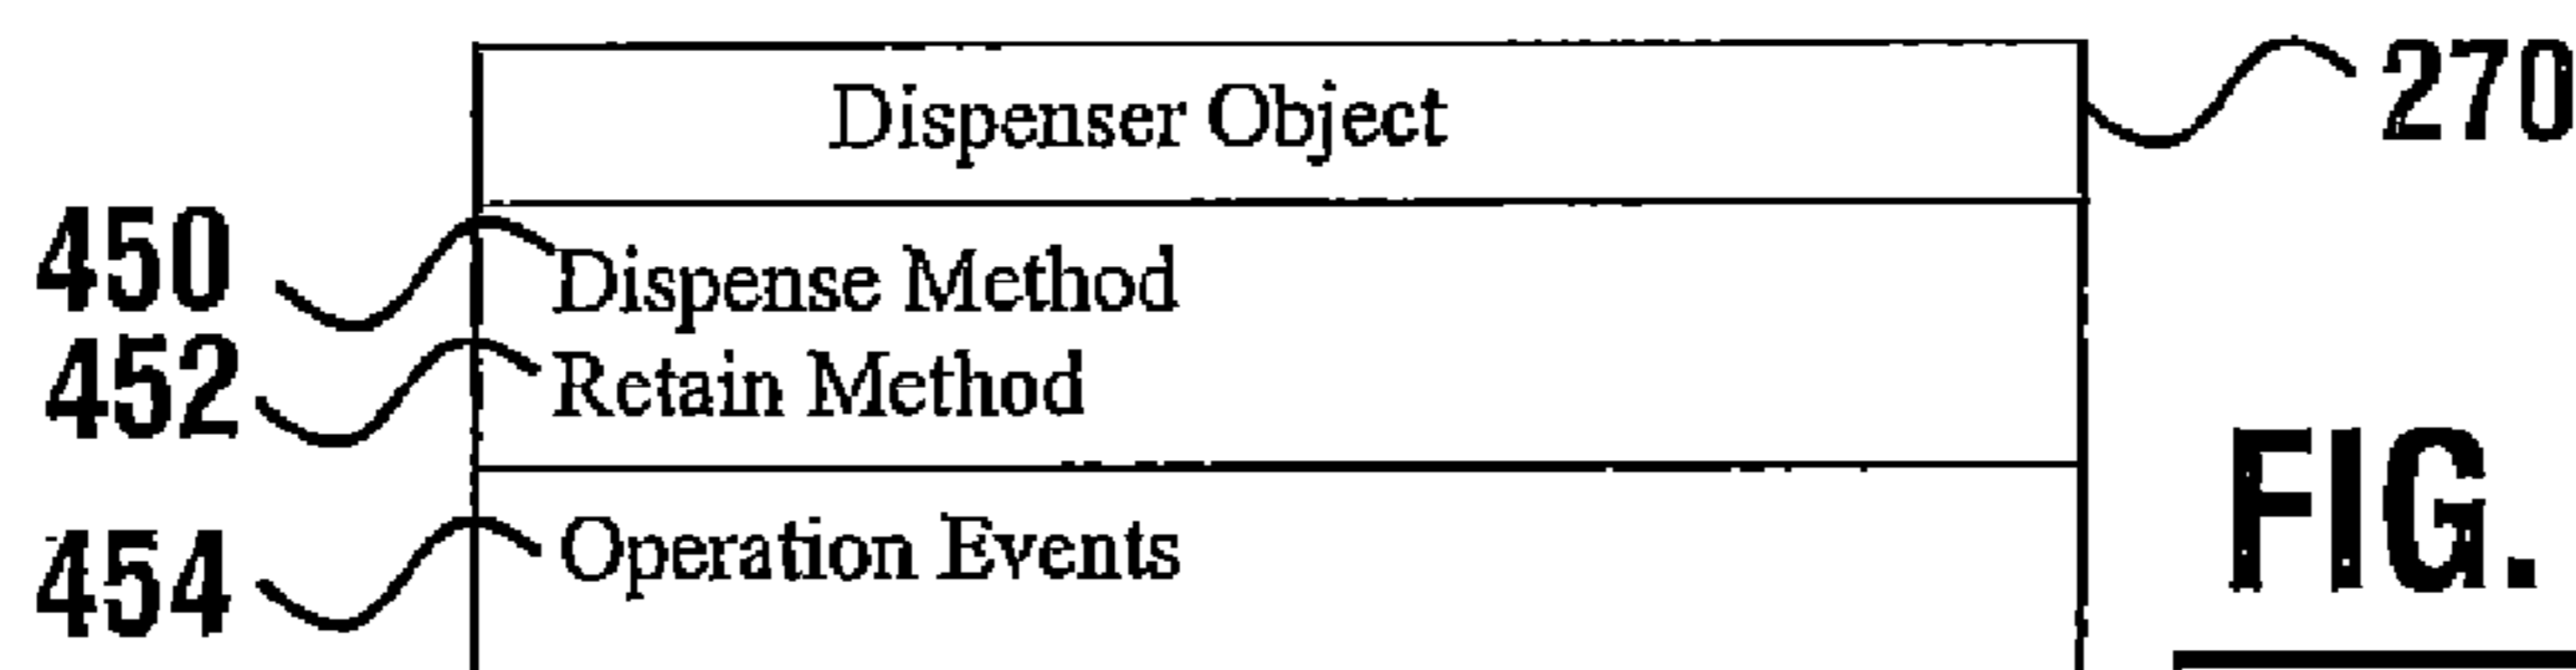 Dispenser Object 270
450 Dispense Method
452 Retain Method
FIG.
454 Operation Events